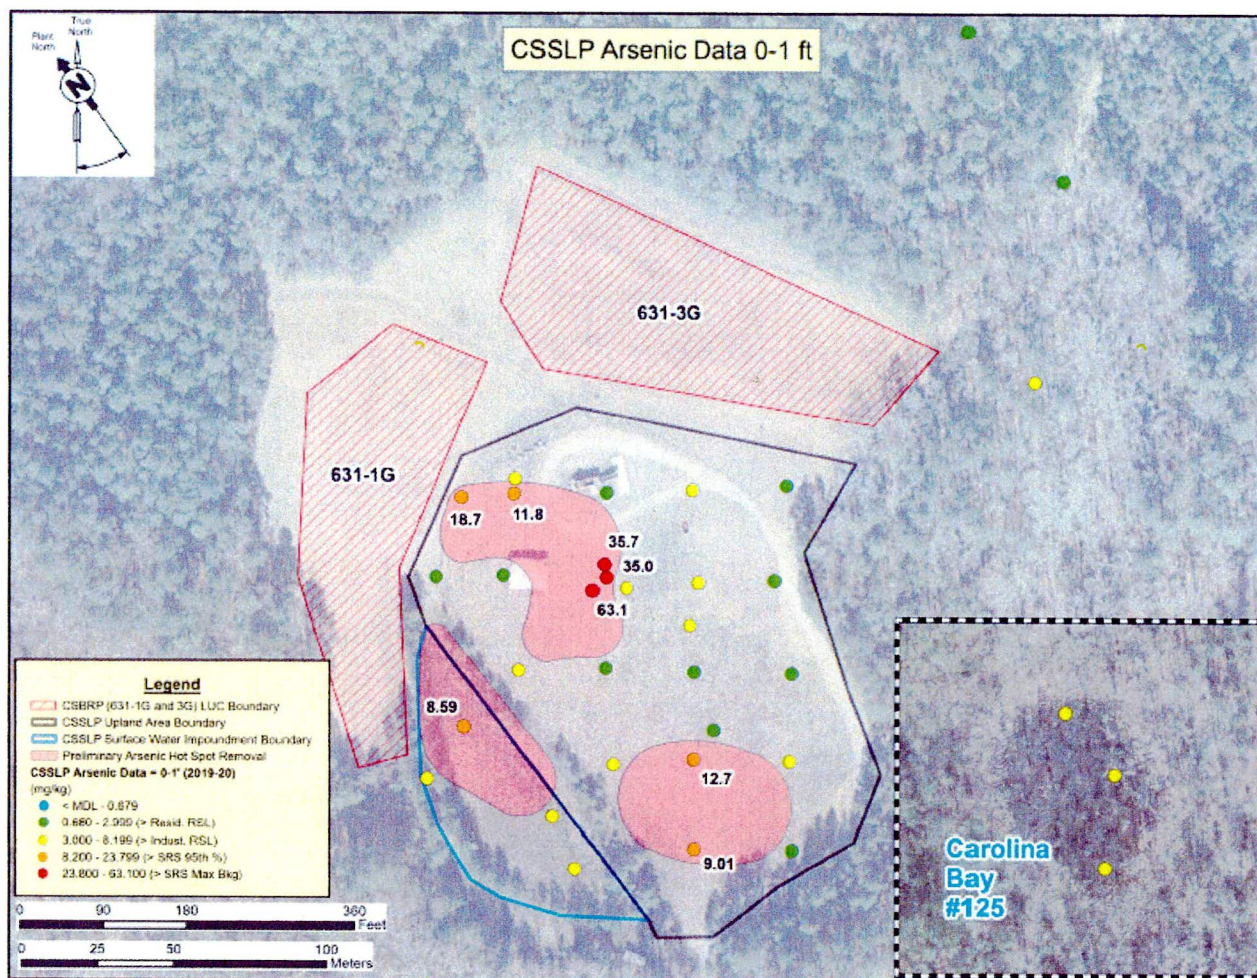 True
North
Plant
North
N
CSSLP Arsenic Data 0-1 ft
631-3G
631-1G
18.7
11.8
35.7
35.0
63.1
8.59
12.7
9.01
Carolina
Bay
#125
Legend
CSBRP (631-1G and 3G) LUC Boundary
CSSLP Upland Area Boundary
CSSLP Surface Water Impoundment Boundary
Preliminary Arsenic Hot Spot Removal
CSSLP Arsenic Data = 0-1' (2019-20)
(mg/kg)
< MDL - 0.679
0.680 - 2.999 (> Resid. RSL)
3.000 - 8.199 (> Indust. RSL)
8.200 - 23.799 (> SRS 95th %)
23.800 - 63.100 (> SRS Max Bkg)
0 90 180 360
Feet
0 25 50 100
Meters